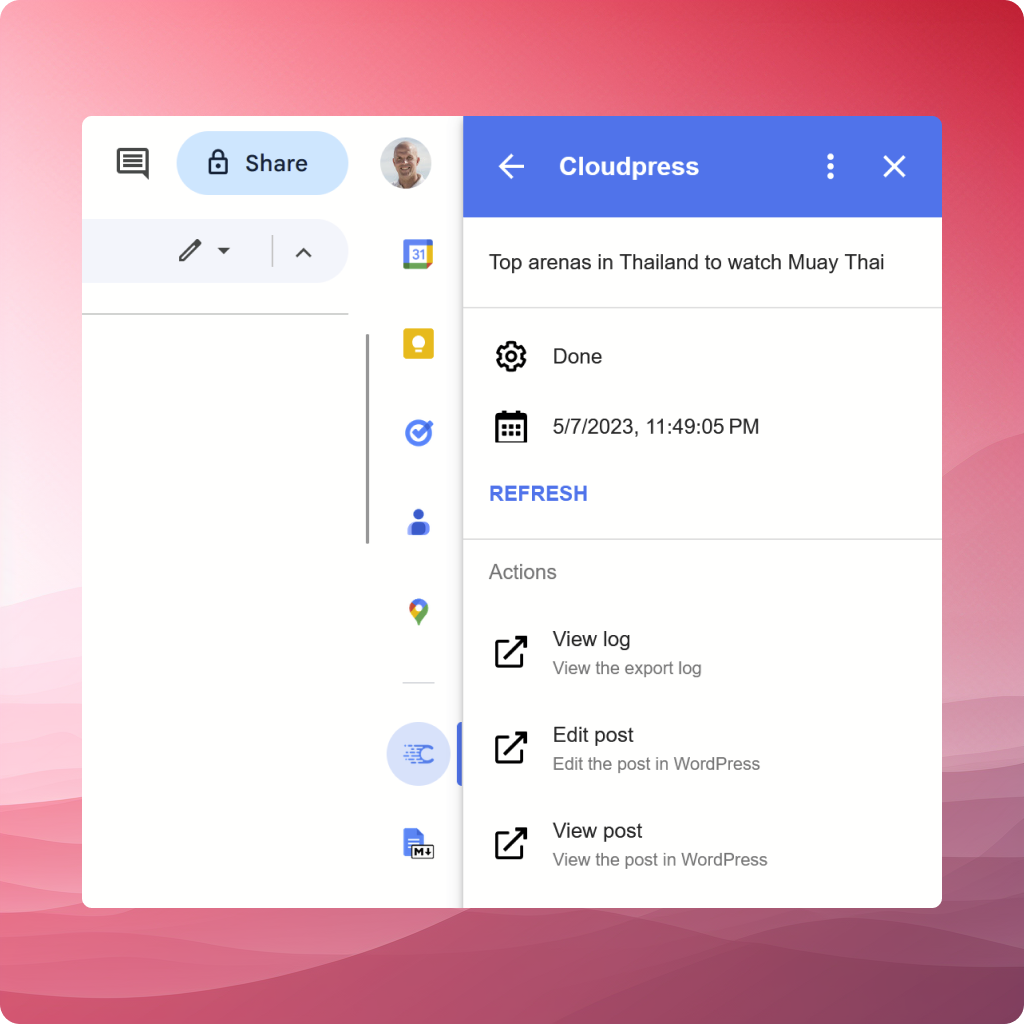 Share
Cloudpress
31
Top arenas in Thailand to watch Muay Thai
Done
5/7/2023, 11:49:05 PM
REFRESH
Actions
View log
View the export log
Edit post
Edit the post in WordPress
View post
View the post in WordPress
C
M